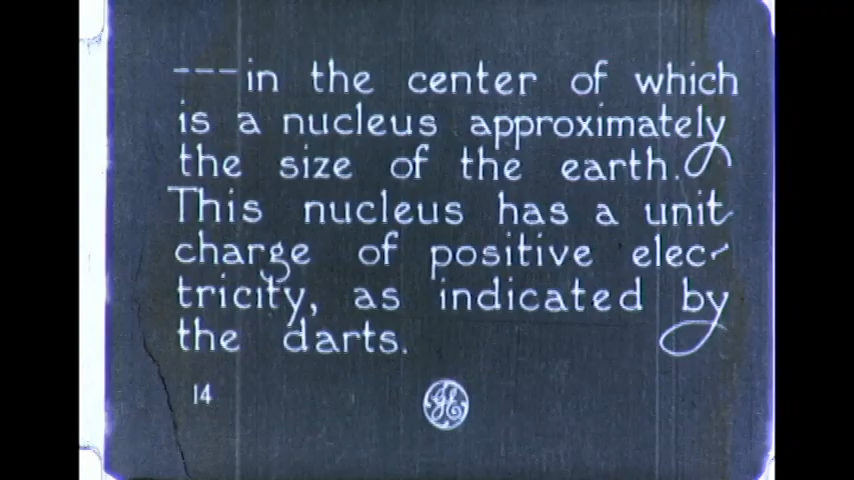 ---in the center of which
is a nucleus approximately
the size of the earth.
This nucleus has a unit
charge of positive elec-
tricity, as indicated by
the darts.
14
GE